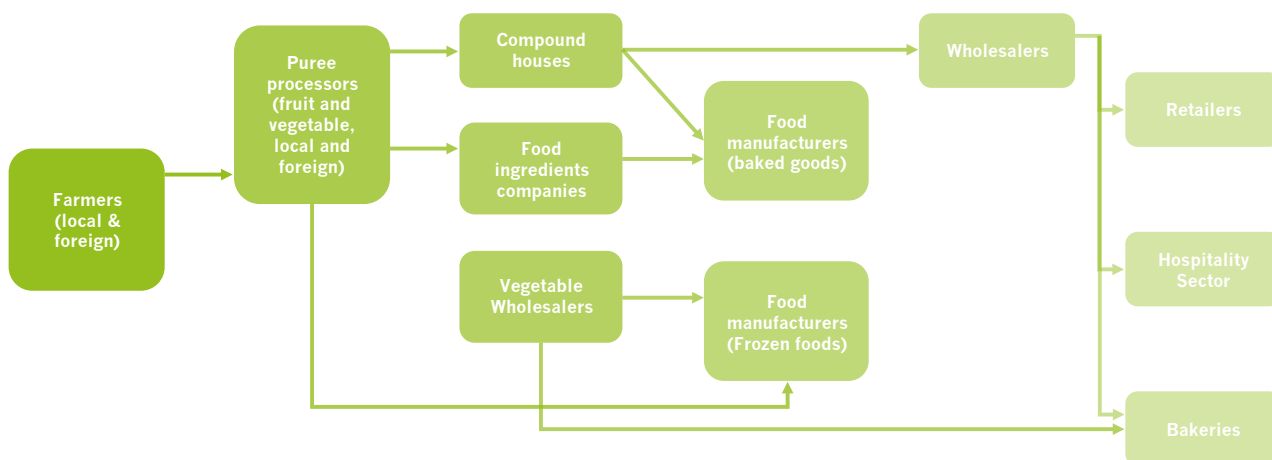 Farmers
(local &
foreign)
Puree
processors
(fruit and
vegetable,
local and
foreign)
Compound
houses
Food
ingredients
companies
Vegetable
Wholesalers
Food
manufacturers
(baked goods)
Food
manufacturers
(Frozen foods)
Wholesalers
Retailers
Hospitality
Sector
Bakeries